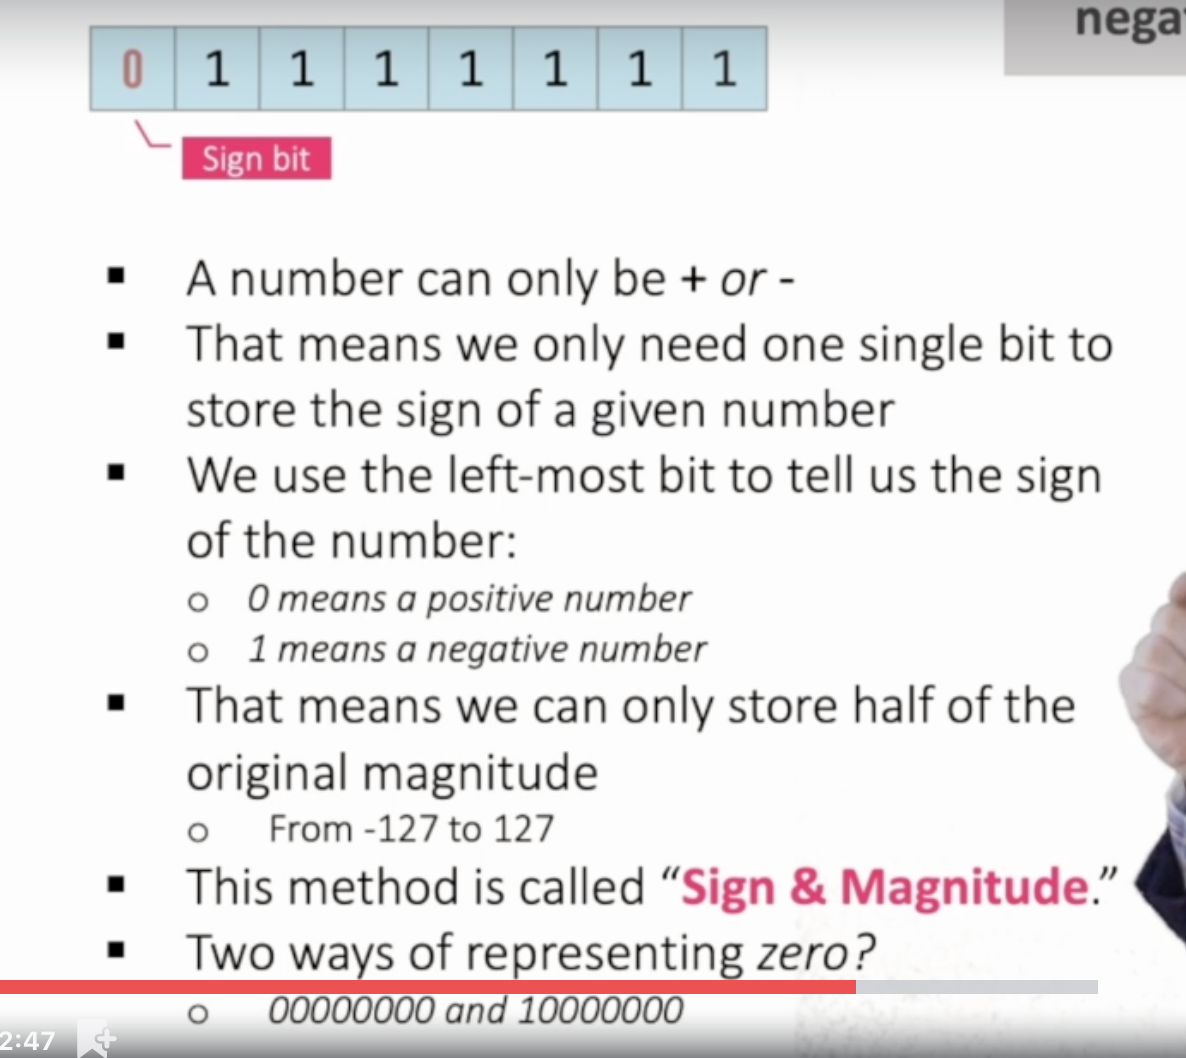 nega
0 1 1 1 1 1 1 1
Sign bit
▪ A number can only be + or -
▪ That means we only need one single bit to
store the sign of a given number
▪ We use the left-most bit to tell us the sign
of the number:
o 0 means a positive number
o 1 means a negative number
▪ That means we can only store half of the
original magnitude
o From -127 to 127
▪ This method is called “Sign & Magnitude.”
▪ Two ways of representing zero?
o 00000000 and 10000000
2:47